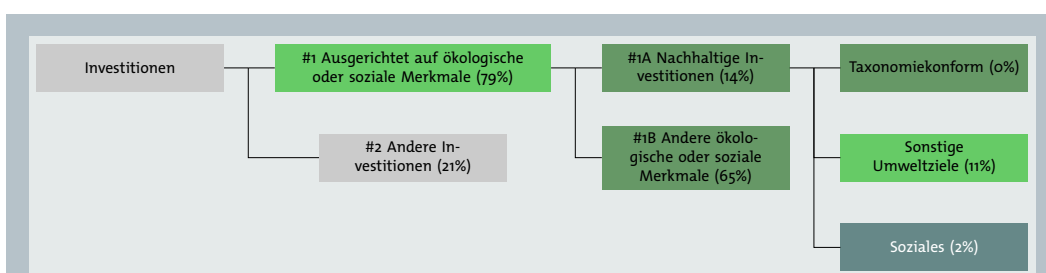 Investitionen
#1 Ausgerichtet auf ökologische
oder soziale Merkmale (79%)
#1A Nachhaltige In-
vestitionen (14%)
Taxonomiekonform (0%)
#2 Andere In-
vestitionen (21%)
#1B Andere ökolo-
gische oder soziale
Merkmale (65%)
Sonstige
Umweltziele (11%)
Soziales (2%)